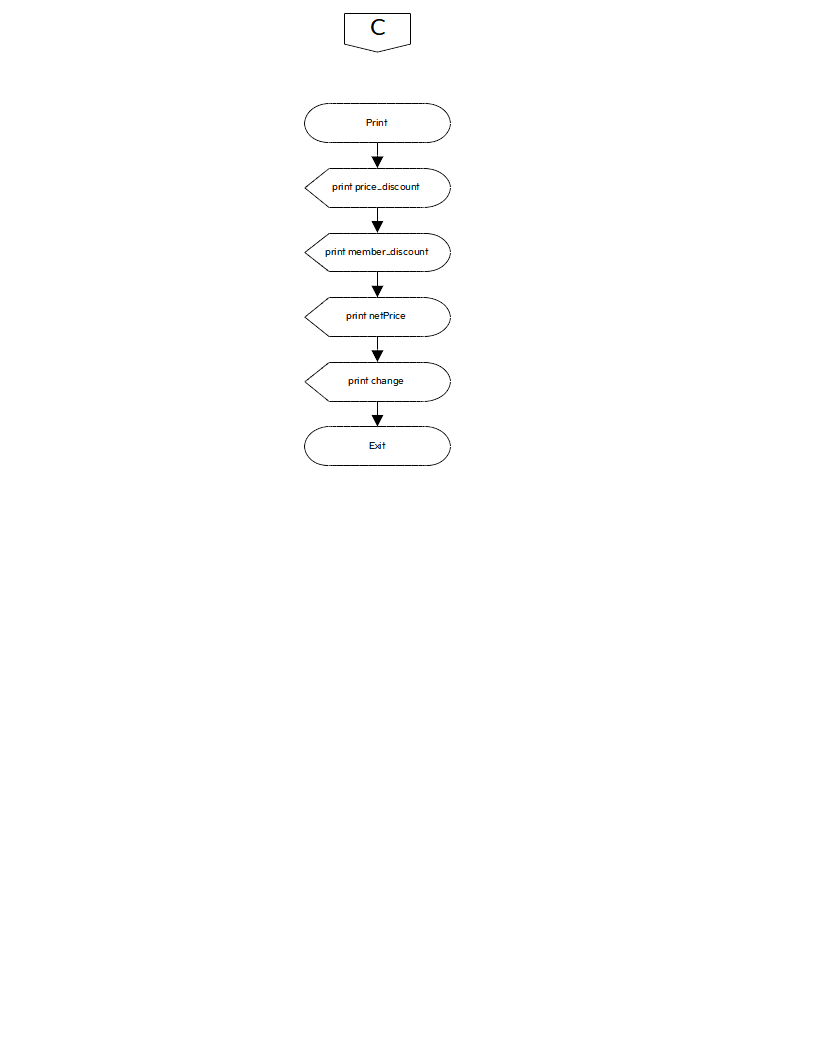 C
Print
print price_discount
print member_discount
print netPrice
print change
Exit